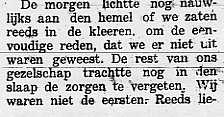 De morgen lichtte nog nauw-
lijks aan den hemel of we zaten
reeds in de kleeren. om de een-
voudige reden, dat we er niet uit
waren geweest. De rest van ons
gezelschap trachtte nog in den
slaap de zorgen te vergeten. Wij
waren niet de eersten. Reeds lie-